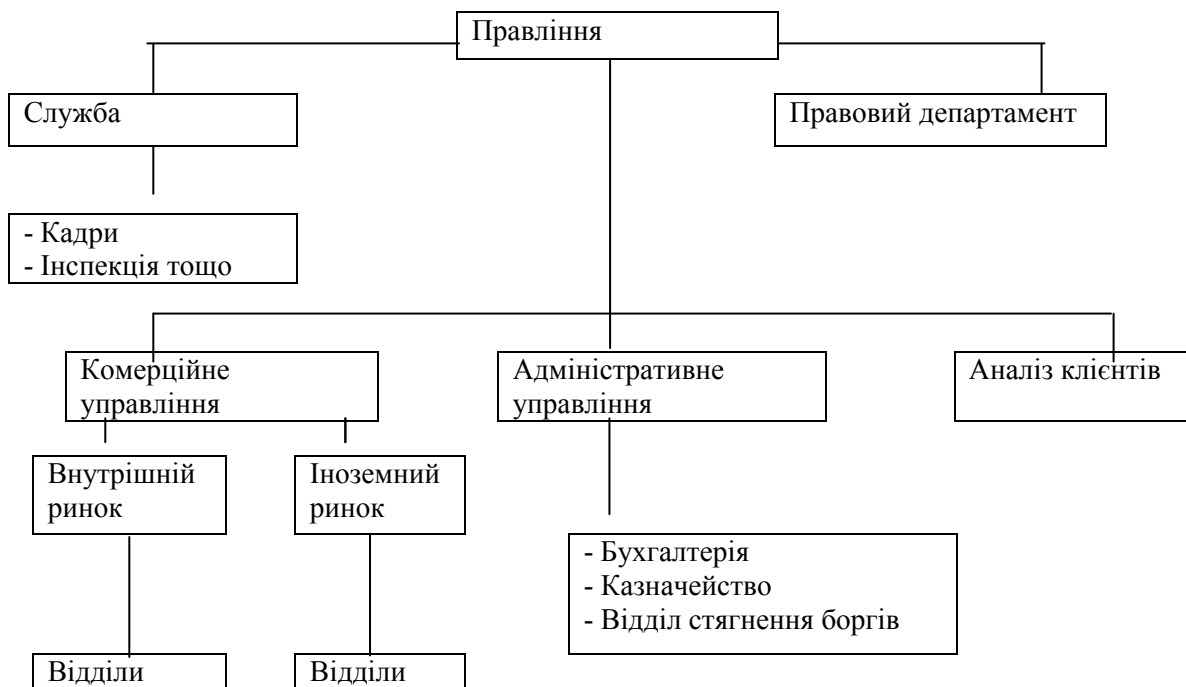 Правління
Служба
Правовий департамент
- Кадри
- Інспекція тощо
Комерційне
управління
Адміністративне
управління
Аналіз клієнтів
Внутрішній
ринок
Іноземний
ринок
- Бухгалтерія
- Казначейство
- Відділ стягнення боргів
Відділи
Відділи